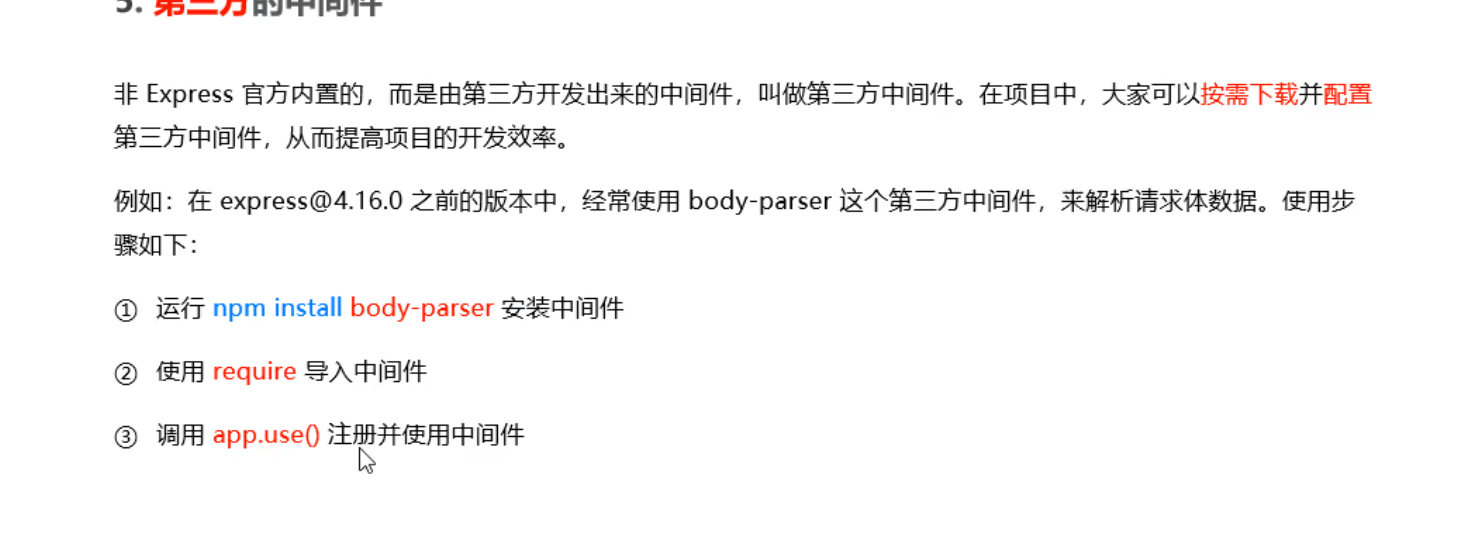 5. 第三方的中间件
非 Express 官方内置的，而是由第三方开发出来的中间件，叫做第三方中间件。在项目中，大家可以按需下载并配置
第三方中间件，从而提高项目的开发效率。
例如：在 express@4.16.0 之前的版本中，经常使用 body-parser 这个第三方中间件，来解析请求体数据。使用步
骤如下：
① 运行 npm install body-parser 安装中间件
② 使用 require 导入中间件
③ 调用 app.use() 注册并使用中间件